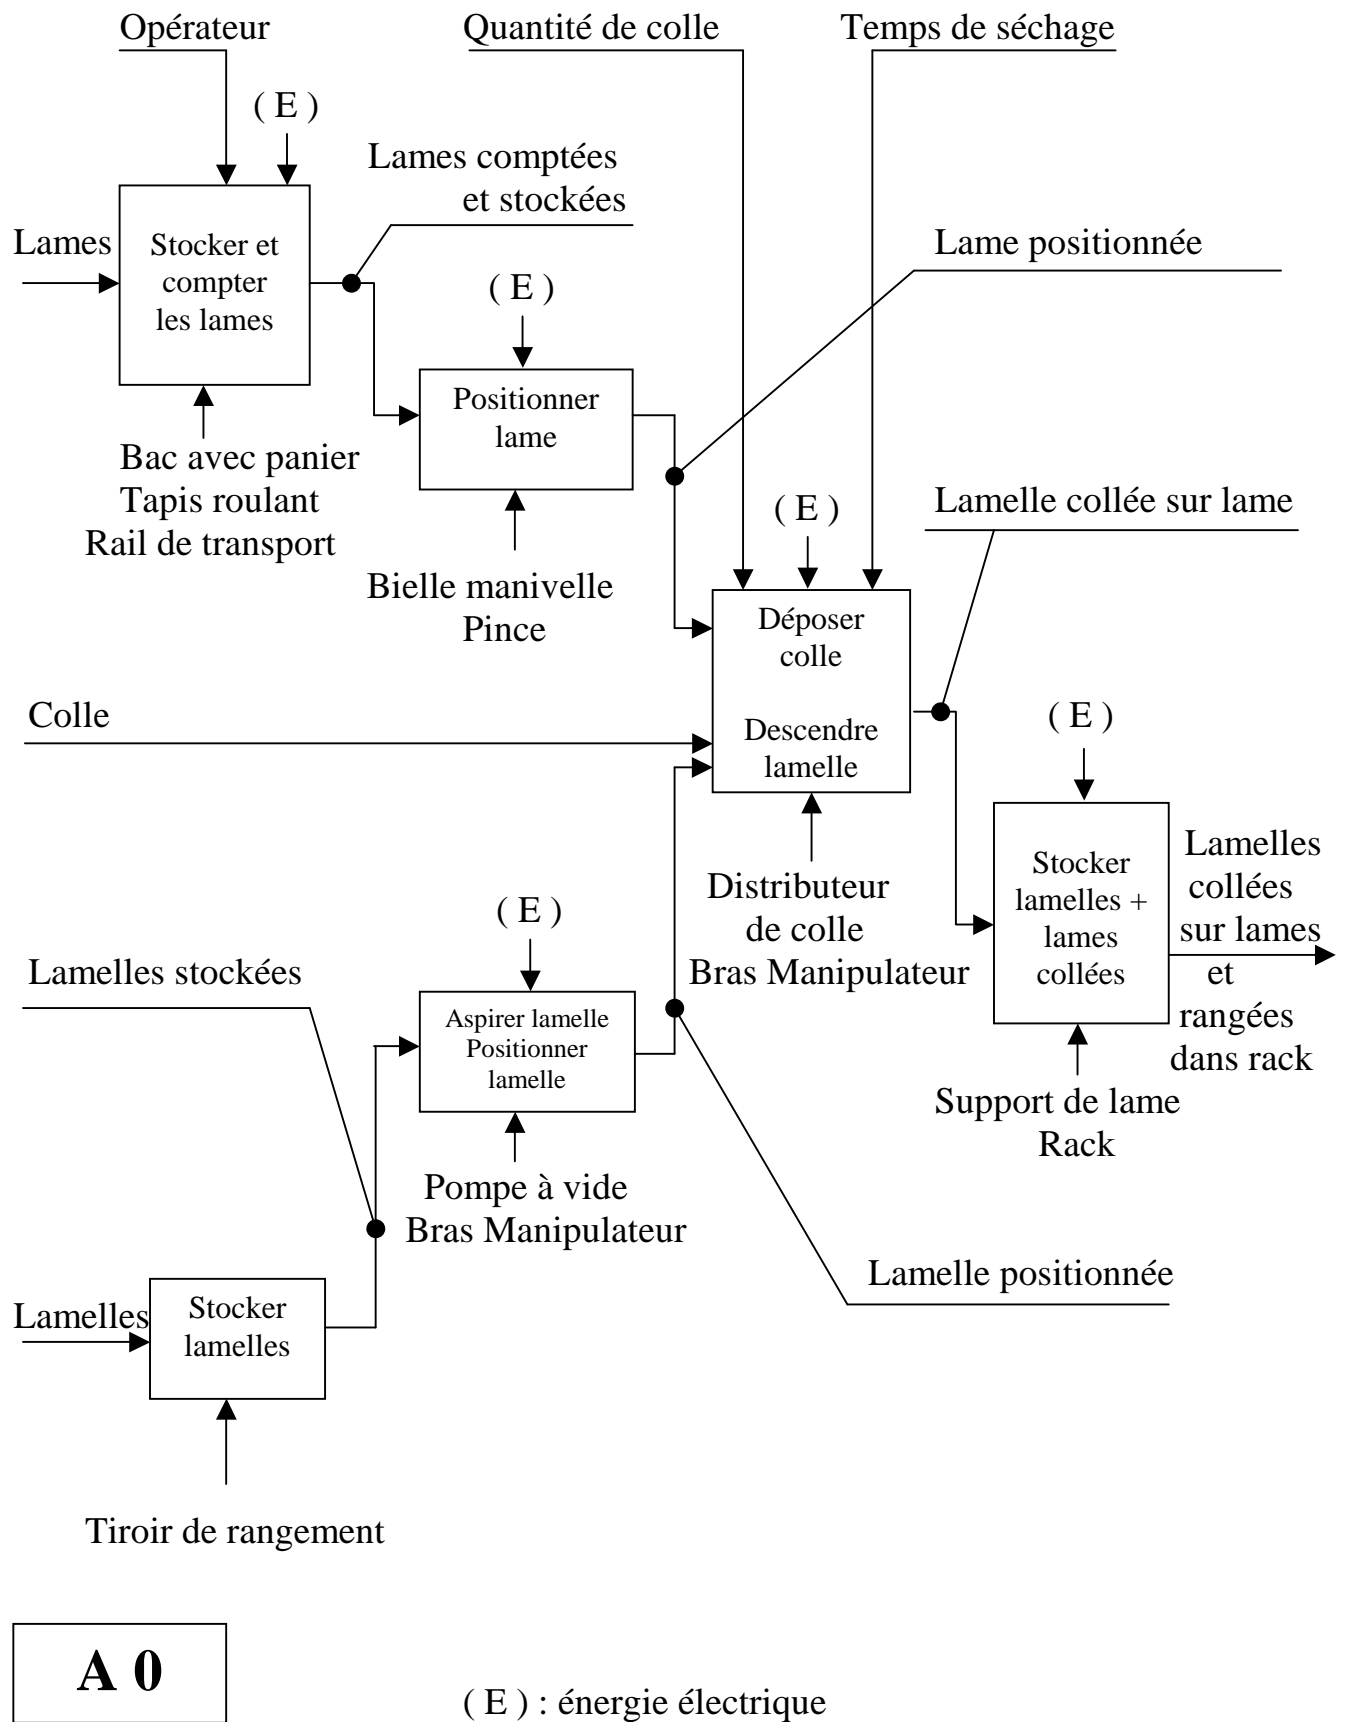 Opérateur
Quantité de colle
Temps de séchage
( E )
Lames comptées
et stockées
Lames
Stocker et
compter
les lames
Lame positionnée
( E )
Positionner
lame
Bac avec panier
Tapis roulant
Rail de transport
Bielle manivelle
Pince
( E )
Lamelle collée sur lame
Déposer
colle
Descendre
lamelle
Colle
( E )
Distributeur
de colle
Bras Manipulateur
Stocker
lamelles +
lames
collées
Lamelles
collées
sur lames
et
rangées
dans rack
Support de lame
Rack
( E )
Lamelles stockées
Aspirer lamelle
Positionner
lamelle
Pompe à vide
Bras Manipulateur
Lamelle positionnée
Lamelles
Stocker
lamelles
Tiroir de rangement
A 0
( E ) : énergie électrique